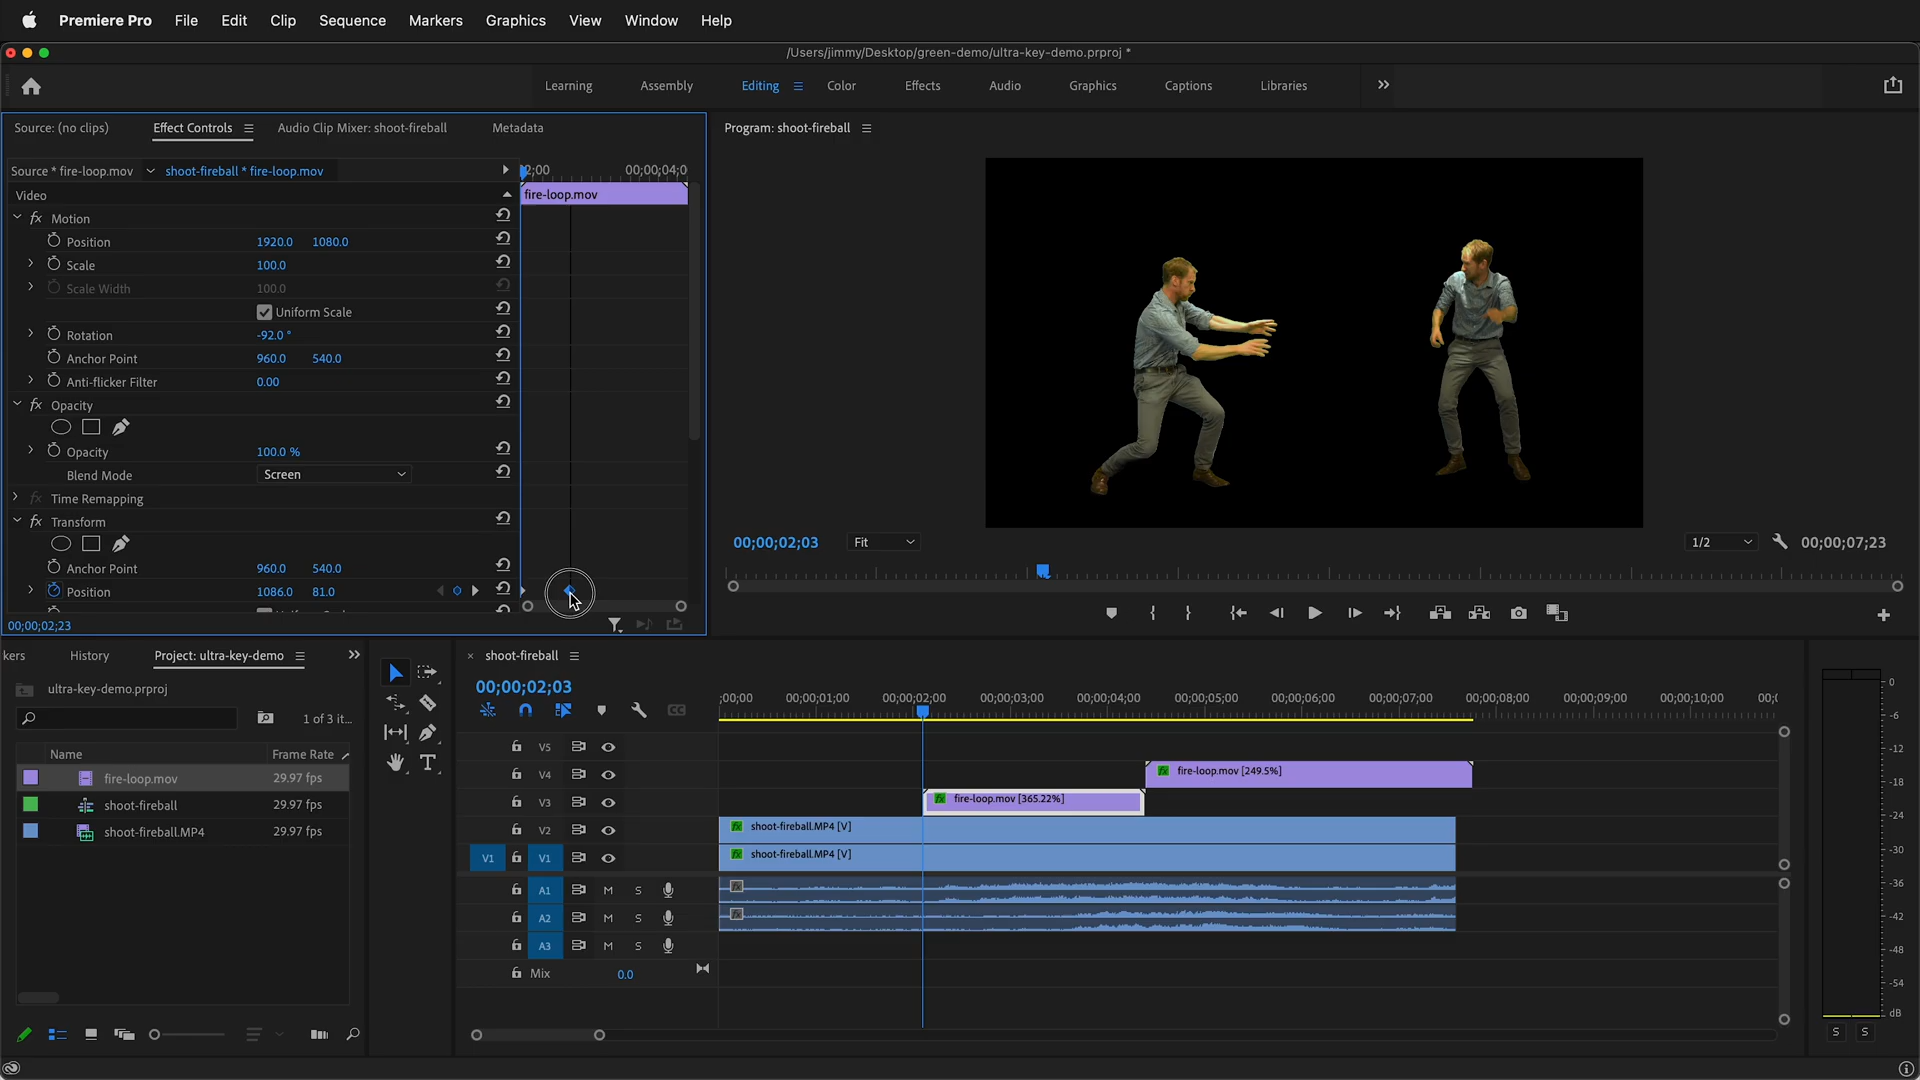 Premiere Pro File Edit Clip Sequence Markers Graphics View Window Help
/Users/jimmy/Desktop/green-demo/ultra-key-demo.prproj *
Learning Assembly Editing Color Effects Audio Graphics Captions Libraries
Source: (no clips) Effect Controls Audio Clip Mixer: shoot-fireball Metadata
Source * fire-loop.mov shoot-fireball * fire-loop.mov
2;00 00;00;04;0
Video
fire-loop.mov
fx Motion
Position 1920.0 1080.0
Scale 100.0
Scale Width 100.0
Uniform Scale
Rotation -92.0 °
Anchor Point 960.0 540.0
Anti-flicker Filter 0.00
fx Opacity
Opacity 100.0 %
Blend Mode Screen
fx Time Remapping
fx Transform
Anchor Point 960.0 540.0
Position 1086.0 81.0
00;00;02;23
Program: shoot-fireball
00;00;02;03 Fit 1/2 00;00;07;23
kers History Project: ultra-key-demo
ultra-key-demo.prproj
1 of 3 it...
Name Frame Rate
fire-loop.mov 29.97 fps
shoot-fireball 29.97 fps
shoot-fireball.MP4 29.97 fps
× shoot-fireball
00;00;02;03
;00;00 00;00;01;00 00;00;02;00 00;00;03;00 00;00;04;00 00;00;05;00 00;00;06;00 00;00;07;00 00;00;08;00 00;00;09;00 00;00;10;00 00;
V5
V4 fx fire-loop.mov [249.5%]
V3 fx fire-loop.mov [365.22%]
V2 fx shoot-fireball.MP4 [V]
V1 V1 fx shoot-fireball.MP4 [V]
A1 M S fx
A2 M S fx
A3 M S
Mix 0.0
0
-6
-12
-18
-24
-30
-36
-42
-48
-54
dB
S S